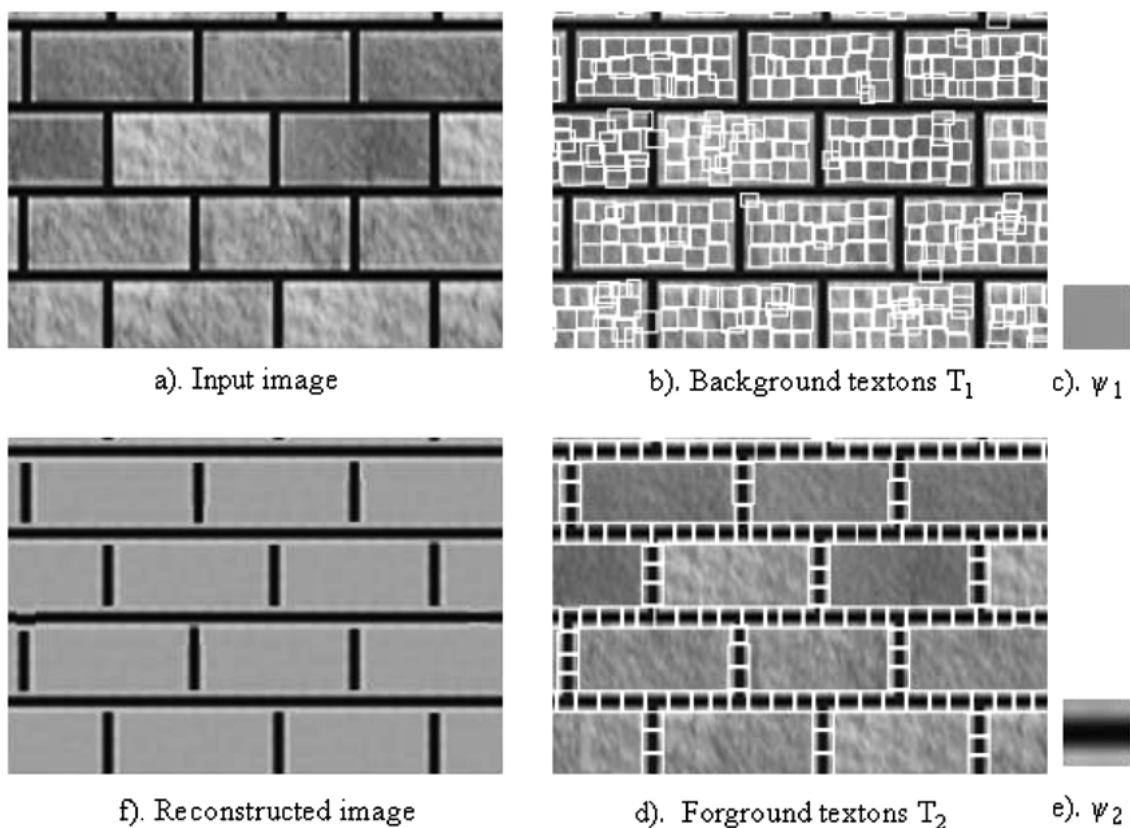 a). Input image
b). Background textons T₁
c). ψ₁
f). Reconstructed image
d). Forground textons T₂
e). ψ₂